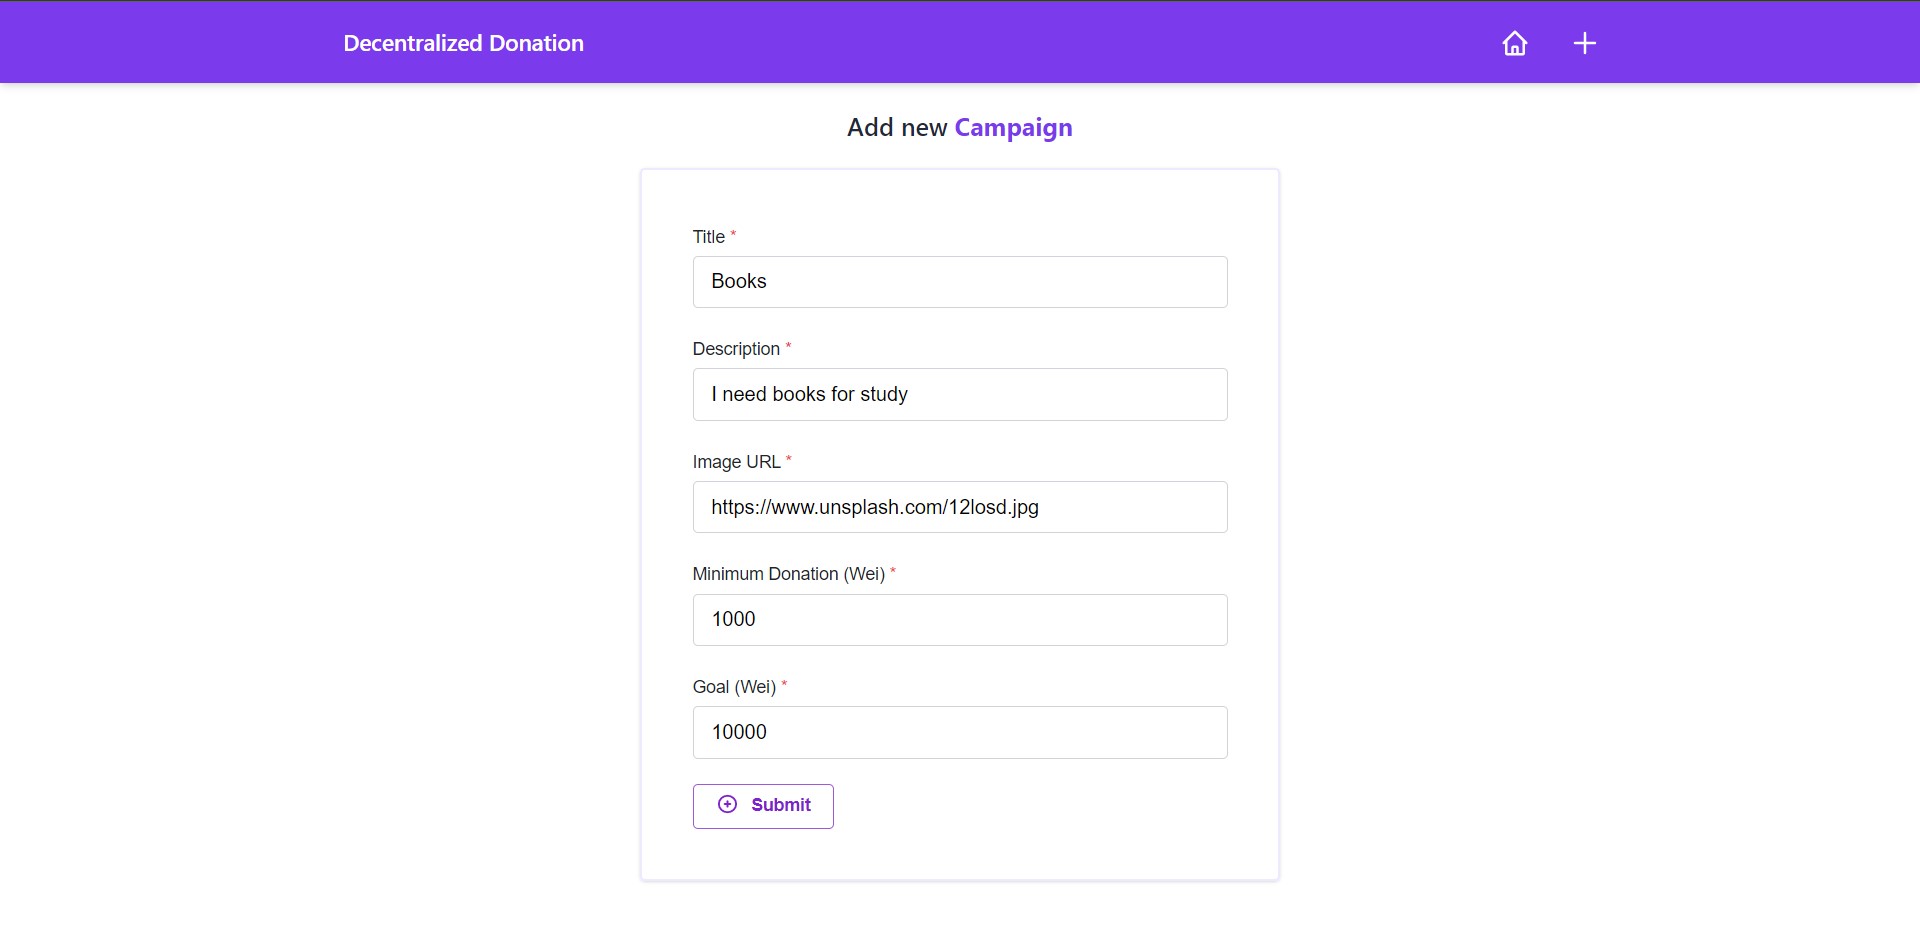 Decentralized Donation
Add new Campaign
Title *
Books
Description *
I need books for study
Image URL *
https://www.unsplash.com/12losd.jpg
Minimum Donation (Wei) *
1000
Goal (Wei) *
10000
Submit